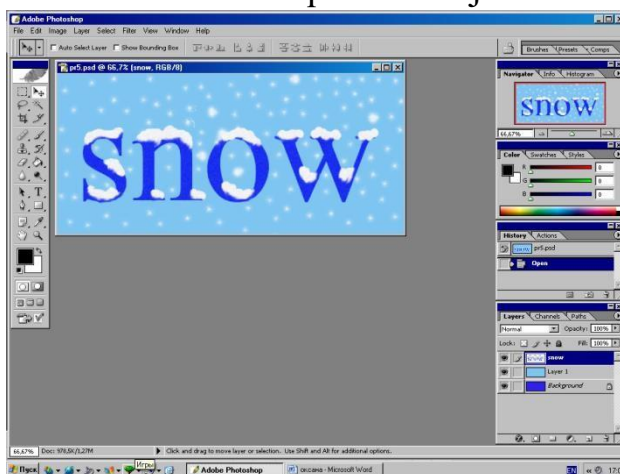 Adobe Photoshop
File Edit Image Layer Select Filter View Window Help
Auto Select Layer Show Bounding Box
Brushes Presets Comps
pr5.psd @ 66,7% (snow, RGB/8)
snow
Navigator Info Histogram
snow
66,67%
Color Swatches Styles
R 0
G 0
B 0
History Actions
pr5.psd
Open
Layers Channels Paths
Normal Opacity: 100%
Lock: Fill: 100%
snow
Layer 1
Background
66,67% Doc: 978,5K/1,27M Click and drag to move layer or selection. Use Shift and Alt for additional options.
Игры
Пуск Adobe Photoshop оксана - Microsoft Word EN